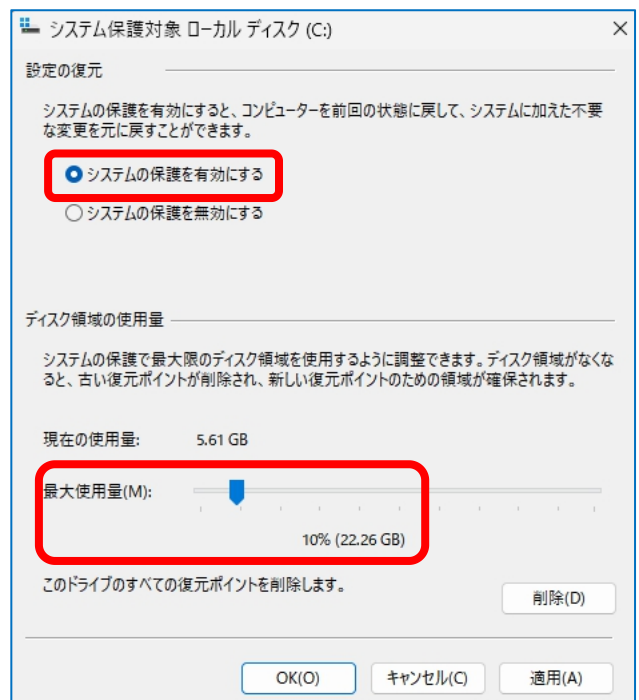 システム保護対象 ローカル ディスク (C:)
設定の復元
システムの保護を有効にすると、コンピューターを前回の状態に戻して、システムに加えた不要
な変更を元に戻すことができます。
システムの保護を有効にする
システムの保護を無効にする
ディスク領域の使用量
システムの保護で最大限のディスク領域を使用するように調整できます。ディスク領域がなくな
ると、古い復元ポイントが削除され、新しい復元ポイントのための領域が確保されます。
現在の使用量: 5.61 GB
最大使用量(M):
10% (22.26 GB)
このドライブのすべての復元ポイントを削除します。
削除(D)
OK(O) キャンセル(C) 適用(A)